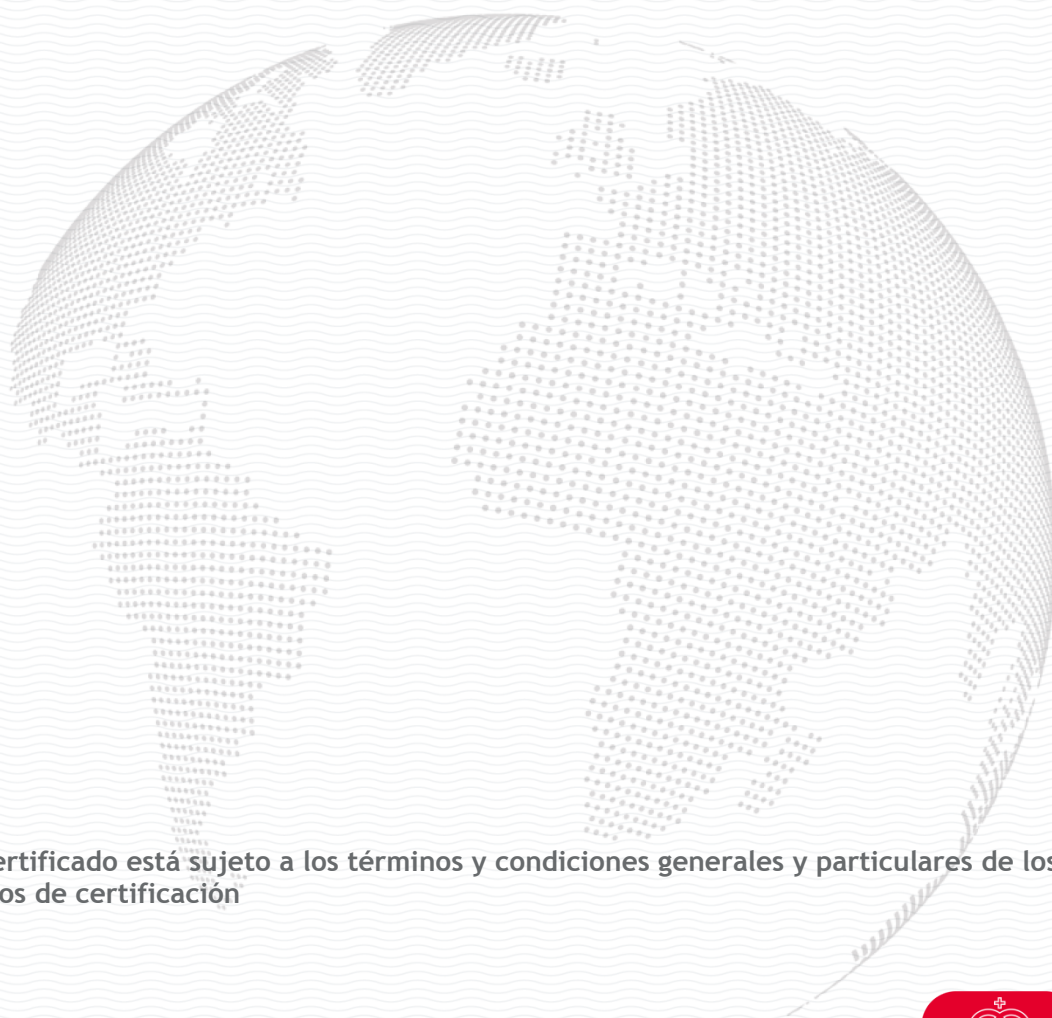 ertificado está sujeto a los términos y condiciones generales y particulares de los
os de certificación